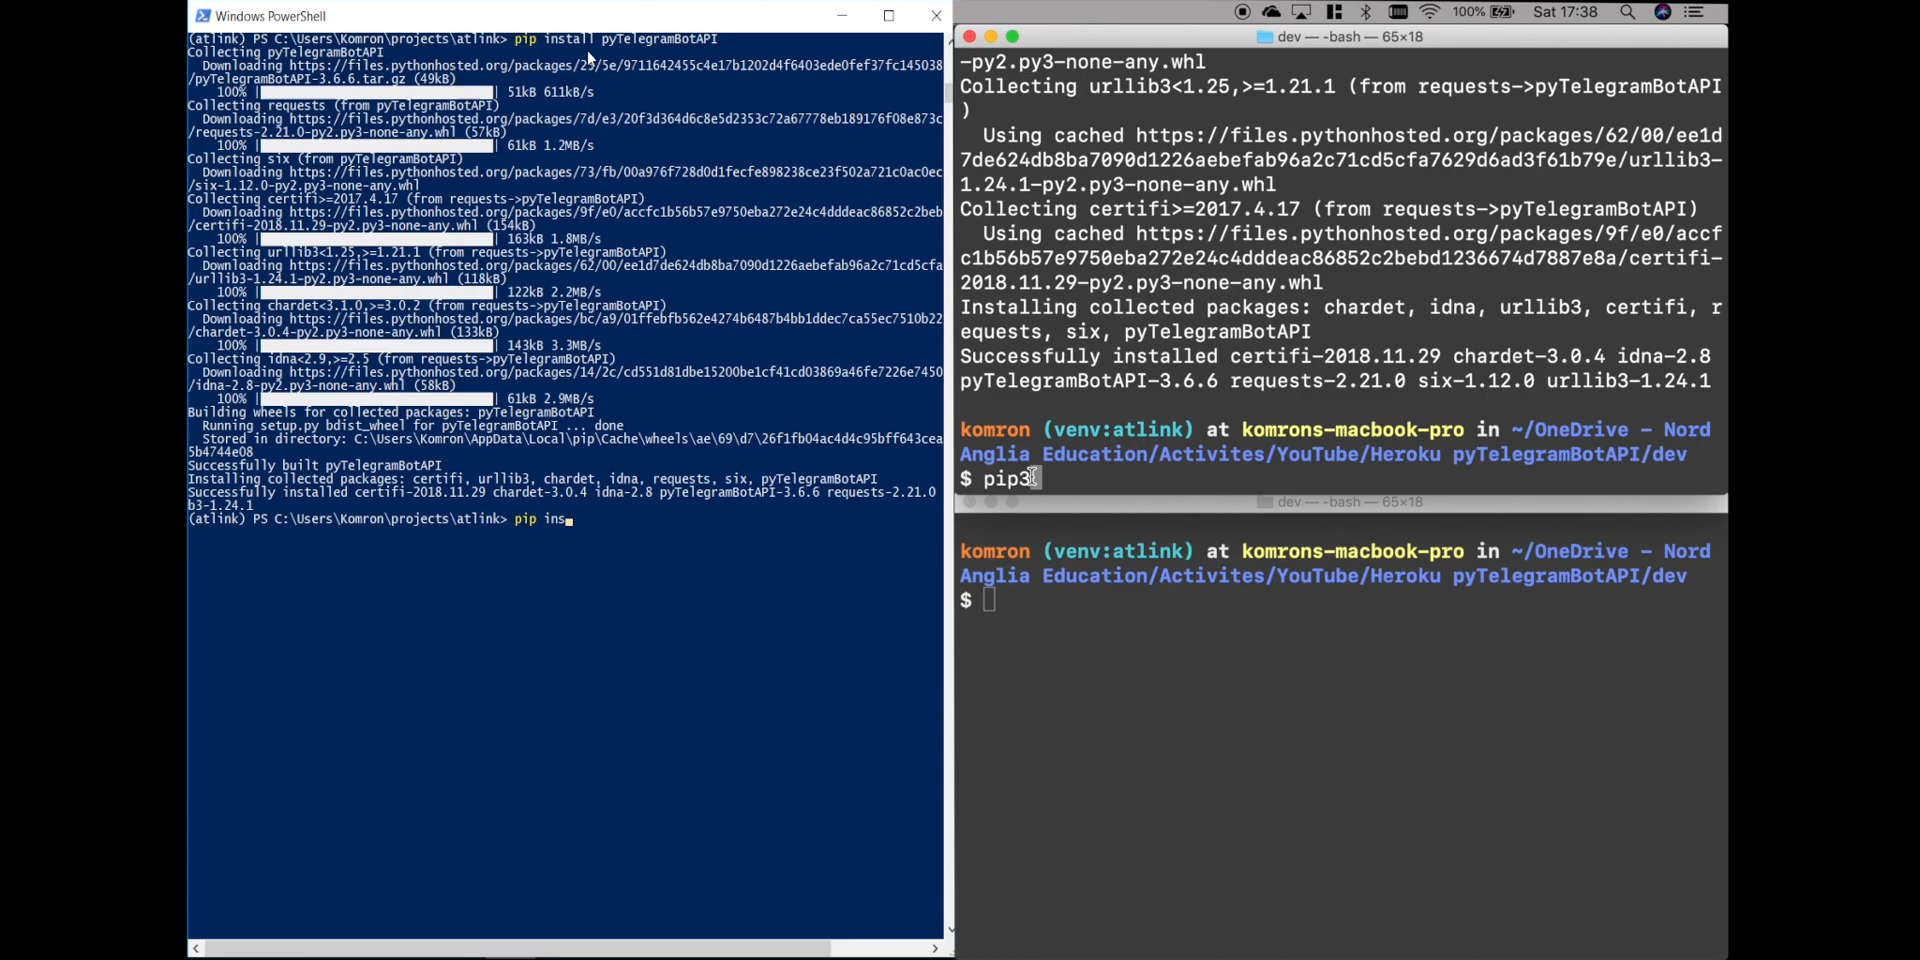 Windows PowerShell
(atlink) PS C:\Users\Komron\projects\atlink> pip install pyTelegramBotAPI
Collecting pyTelegramBotAPI
Downloading https://files.pythonhosted.org/packages/25/5e/9711642455c4e17b1202d4f6403ede0fef37fc145038
/pyTelegramBotAPI-3.6.6.tar.gz (49kB)
100% | | 51kB 611kB/s
Collecting requests (from pyTelegramBotAPI)
Downloading https://files.pythonhosted.org/packages/7d/e3/20f3d364d6c8e5d2353c72a67778eb189176f08e873c
/requests-2.21.0-py2.py3-none-any.whl (57kB)
100% | | 61kB 1.2MB/s
Collecting six (from pyTelegramBotAPI)
Downloading https://files.pythonhosted.org/packages/73/fb/00a976f728d0d1fecfe898238ce23f502a721c0ac0ec
/six-1.12.0-py2.py3-none-any.whl
Collecting certifi>=2017.4.17 (from requests->pyTelegramBotAPI)
Downloading https://files.pythonhosted.org/packages/9f/e0/accfc1b56b57e9750eba272e24c4dddeac86852c2beb
/certifi-2018.11.29-py2.py3-none-any.whl (154kB)
100% | | 163kB 1.8MB/s
Collecting urllib3<1.25,>=1.21.1 (from requests->pyTelegramBotAPI)
Downloading https://files.pythonhosted.org/packages/62/00/ee1d7de624db8ba7090d1226aebefab96a2c71cd5cfa
/urllib3-1.24.1-py2.py3-none-any.whl (118kB)
100% | | 122kB 2.2MB/s
Collecting chardet<3.1.0,>=3.0.2 (from requests->pyTelegramBotAPI)
Downloading https://files.pythonhosted.org/packages/bc/a9/01ffebfb562e4274b6487b4bb1ddec7ca55ec7510b22
/chardet-3.0.4-py2.py3-none-any.whl (133kB)
100% | | 143kB 3.3MB/s
Collecting idna<2.9,>=2.5 (from requests->pyTelegramBotAPI)
Downloading https://files.pythonhosted.org/packages/14/2c/cd551d81dbe15200be1cf41cd03869a46fe7226e7450
/idna-2.8-py2.py3-none-any.whl (58kB)
100% | | 61kB 2.9MB/s
Building wheels for collected packages: pyTelegramBotAPI
Running setup.py bdist_wheel for pyTelegramBotAPI ... done
Stored in directory: C:\Users\Komron\AppData\Local\pip\Cache\wheels\ae\69\d7\26f1fb04ac4d4c95bff643cea
5b4744e08
Successfully built pyTelegramBotAPI
Installing collected packages: certifi, urllib3, chardet, idna, requests, six, pyTelegramBotAPI
Successfully installed certifi-2018.11.29 chardet-3.0.4 idna-2.8 pyTelegramBotAPI-3.6.6 requests-2.21.0
b3-1.24.1
(atlink) PS C:\Users\Komron\projects\atlink> pip ins
100% Sat 17:38
dev — -bash — 65×18
-py2.py3-none-any.whl
Collecting urllib3<1.25,>=1.21.1 (from requests->pyTelegramBotAPI
)
Using cached https://files.pythonhosted.org/packages/62/00/ee1d
7de624db8ba7090d1226aebefab96a2c71cd5cfa7629d6ad3f61b79e/urllib3-
1.24.1-py2.py3-none-any.whl
Collecting certifi>=2017.4.17 (from requests->pyTelegramBotAPI)
Using cached https://files.pythonhosted.org/packages/9f/e0/accf
c1b56b57e9750eba272e24c4dddeac86852c2bebd1236674d7887e8a/certifi-
2018.11.29-py2.py3-none-any.whl
Installing collected packages: chardet, idna, urllib3, certifi, r
equests, six, pyTelegramBotAPI
Successfully installed certifi-2018.11.29 chardet-3.0.4 idna-2.8
pyTelegramBotAPI-3.6.6 requests-2.21.0 six-1.12.0 urllib3-1.24.1
komron (venv:atlink) at komrons-macbook-pro in ~/OneDrive - Nord
Anglia Education/Activites/YouTube/Heroku pyTelegramBotAPI/dev
$ pip3
dev — -bash — 65×18
komron (venv:atlink) at komrons-macbook-pro in ~/OneDrive - Nord
Anglia Education/Activites/YouTube/Heroku pyTelegramBotAPI/dev
$